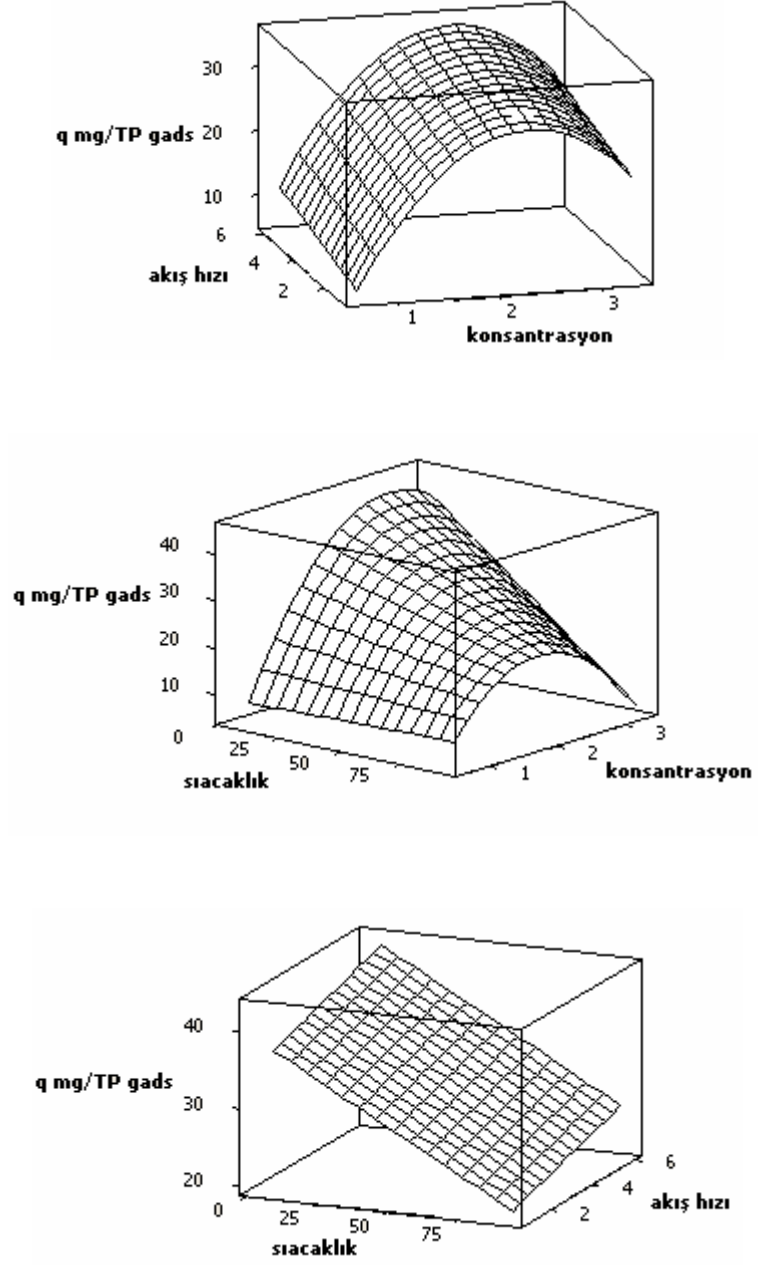 30
q mg/TP gads 20
10
6
akış hızı 4
2
1 2 3
konsantrasyon
40
q mg/TP gads 30
20
10
0
25 50 75
sıacaklık
1 2 3
konsantrasyon
40
q mg/TP gads
30
20
0 25 50 75
sıacaklık
2 4 6
akış hızı